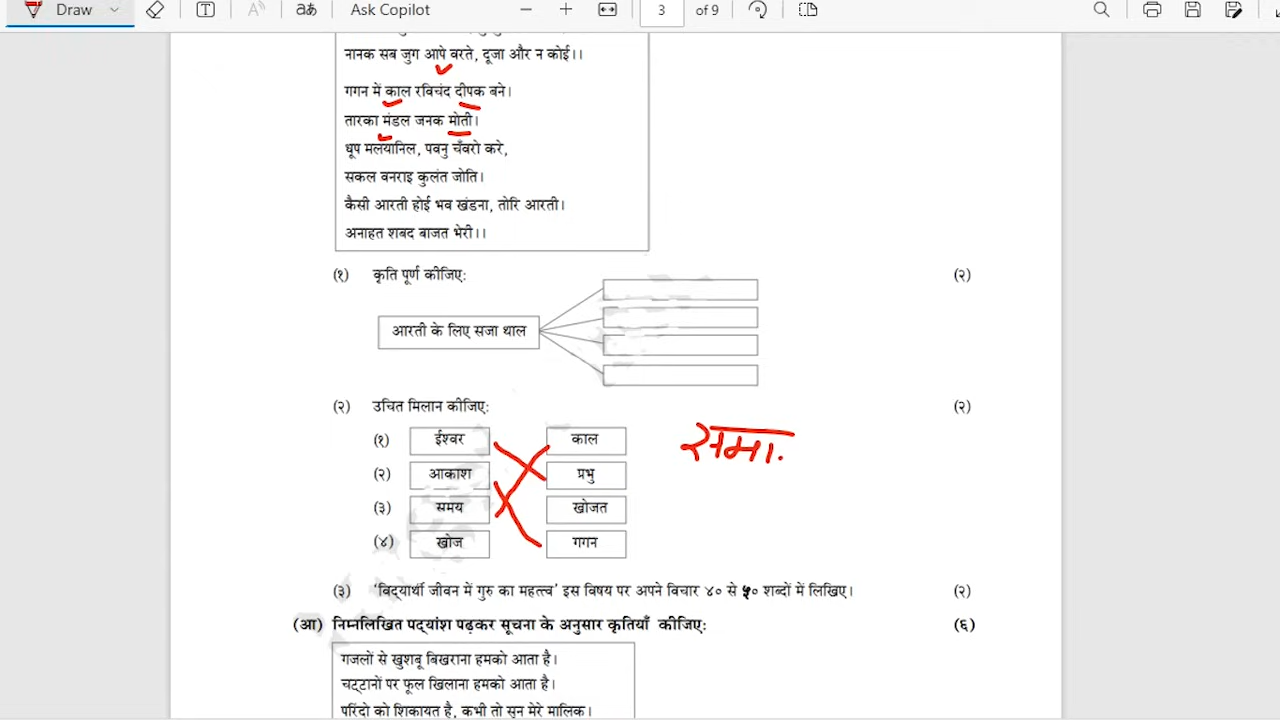 Draw
Ask Copilot
3 of 9
नानक सब जुग आपे वरते, दूजा और न कोई।।
गगन में काल रविचंद दीपक बने।
तारका मंडल जनक मोती।
धूप मलयानिल, पवनु चँवरो करे,
सकल वनराइ कुलंत जोति।
कैसी आरती होई भव खंडना, तोरि आरती।
अनाहत शबद बाजत भेरी।।
(१) कृति पूर्ण कीजिए: (२)
आरती के लिए सजा थाल
(२) उचित मिलान कीजिए: (२)
(१) ईश्वर काल
(२) आकाश प्रभु
(३) समय खोजत
(४) खोज गगन
समा.
(३) 'विद्यार्थी जीवन में गुरु का महत्त्व' इस विषय पर अपने विचार ४० से ५० शब्दों में लिखिए। (२)
(आ) निम्नलिखित पद्यांश पढ़कर सूचना के अनुसार कृतियाँ कीजिए: (६)
गजलों से खुशबू बिखराना हमको आता है।
चट्टानों पर फूल खिलाना हमको आता है।
परिंदो को शिकायत है, कभी तो सुन मेरे मालिक।